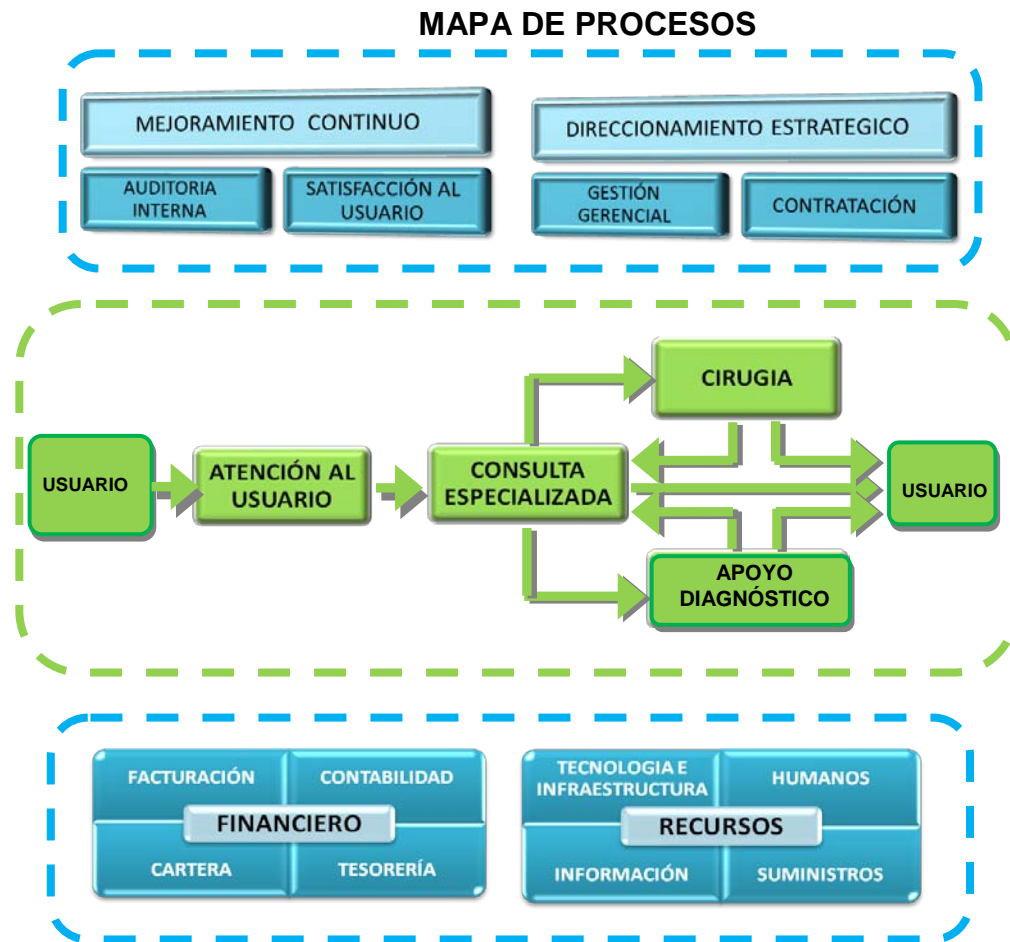 MAPA DE PROCESOS
MEJORAMIENTO CONTINUO
DIRECCIONAMIENTO ESTRATEGICO
AUDITORIA
INTERNA
SATISFACCIÓN AL
USUARIO
GESTIÓN
GERENCIAL
CONTRATACIÓN
CIRUGIA
USUARIO
ATENCIÓN AL
USUARIO
CONSULTA
ESPECIALIZADA
USUARIO
APOYO
DIAGNÓSTICO
FACTURACIÓN
CONTABILIDAD
FINANCIERO
CARTERA
TESORERÍA
TECNOLOGIA E
INFRAESTRUCTURA
HUMANOS
RECURSOS
INFORMACIÓN
SUMINISTROS